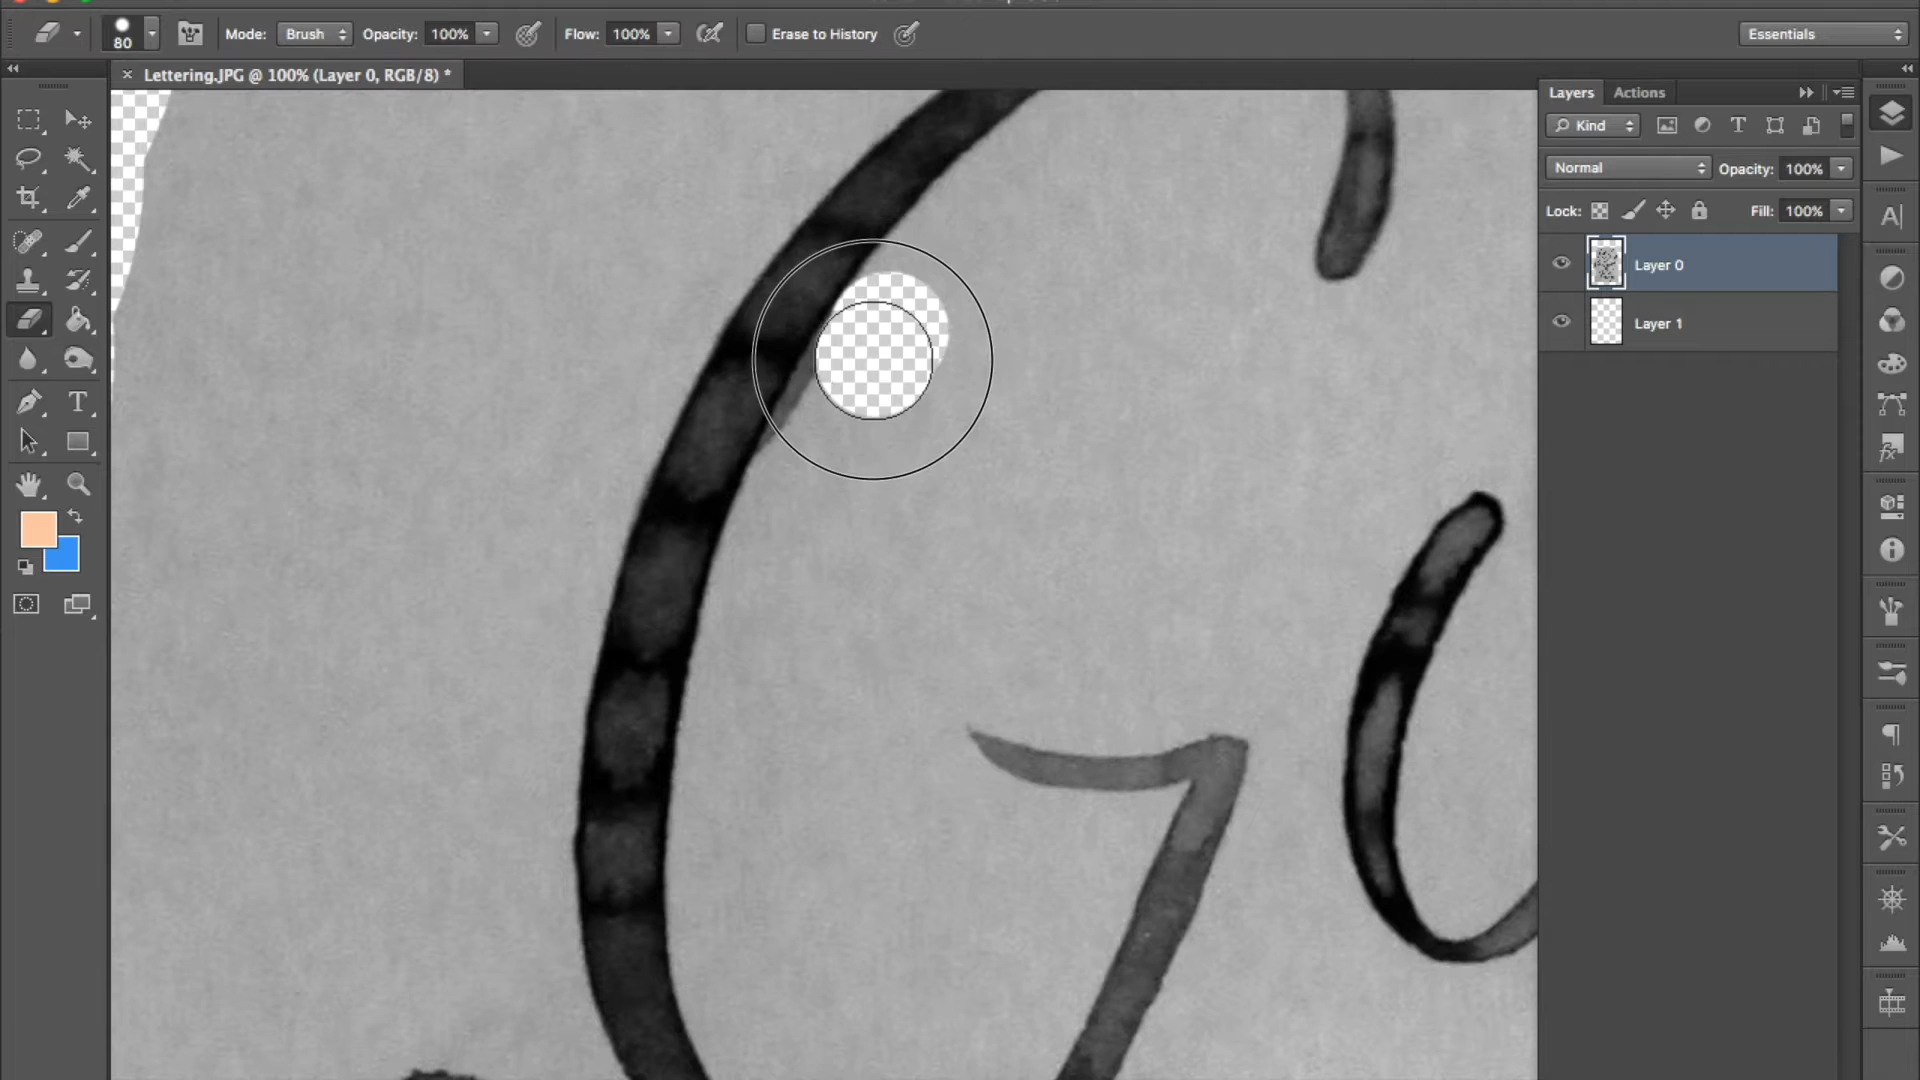 80
Mode: Brush Opacity: 100% Flow: 100% Erase to History Essentials
× Lettering.JPG @ 100% (Layer 0, RGB/8) *
Layers Actions
Kind
Normal Opacity: 100%
Lock: Fill: 100%
Layer 0
Layer 1